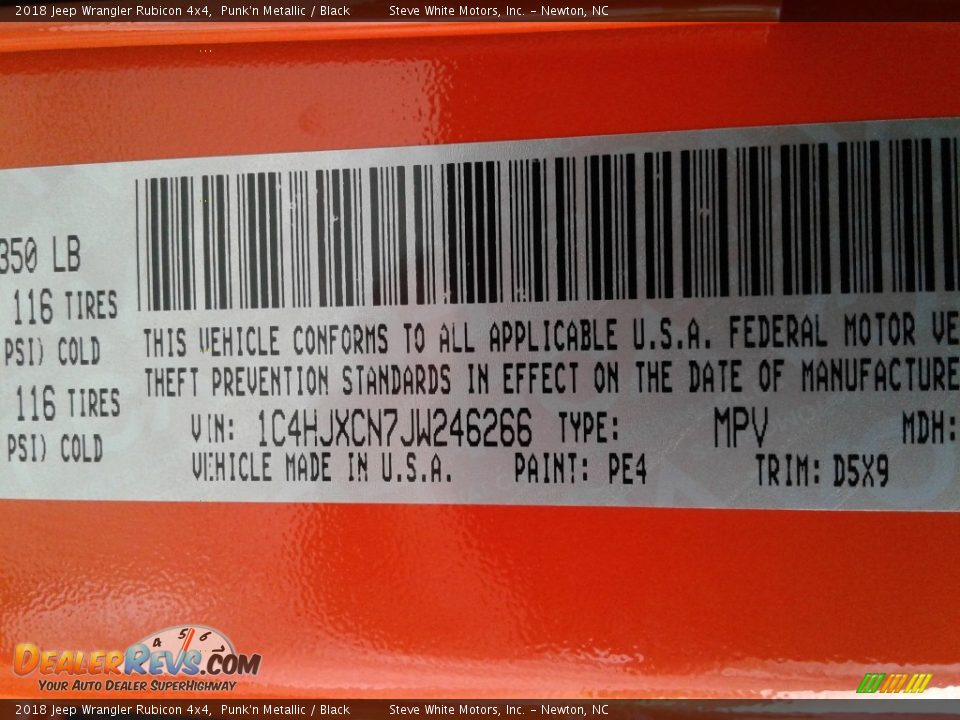 2018 Jeep Wrangler Rubicon 4x4, Punk'n Metallic / Black Steve White Motors, Inc. - Newton, NC
350 LB
116 TIRES
PSI) COLD
116 TIRES
PSI) COLD
THIS VEHICLE CONFORMS TO ALL APPLICABLE U.S.A. FEDERAL MOTOR VE
THEFT PREVENTION STANDARDS IN EFFECT ON THE DATE OF MANUFACTURE
VIN: 1C4HJXCN7JW246266 TYPE: MPV MDH:
VEHICLE MADE IN U.S.A. PAINT: PE4 TRIM: D5X9
4 5 6
DealerRevs.com
Your Auto Dealer SuperHighway
2018 Jeep Wrangler Rubicon 4x4, Punk'n Metallic / Black Steve White Motors, Inc. - Newton, NC